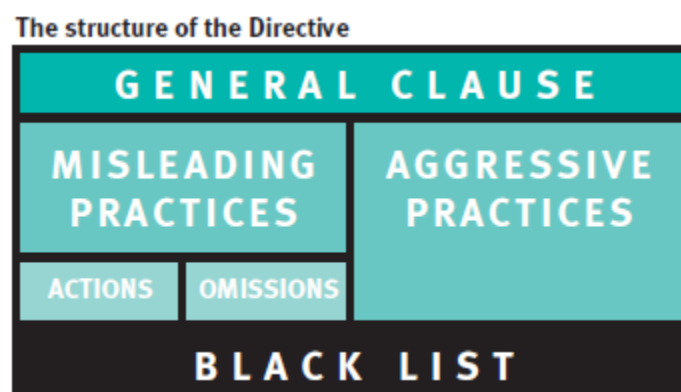 The structure of the Directive
GENERAL CLAUSE
MISLEADING
PRACTICES
AGGRESSIVE
PRACTICES
ACTIONS
OMISSIONS
BLACK LIST